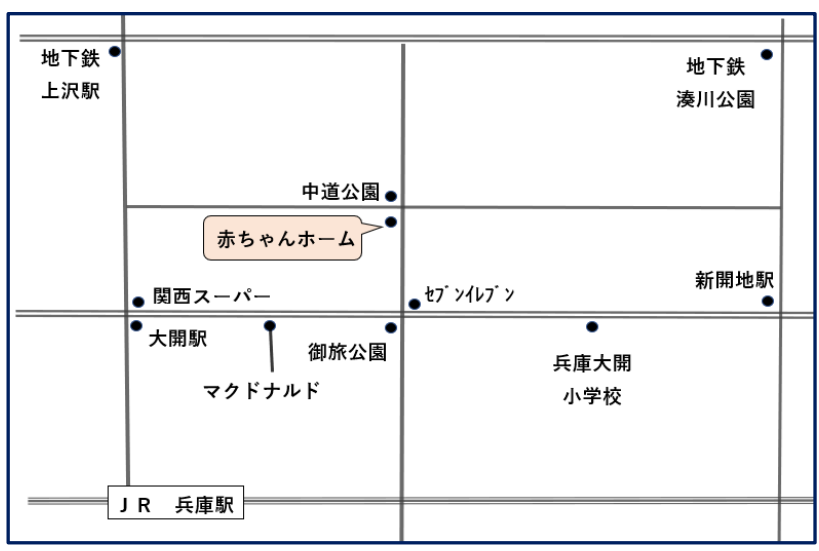 地下鉄
上沢駅
地下鉄
湊川公園
中道公園
赤ちゃんホーム
新開地駅
関西スーパー
ｾﾌﾞﾝｲﾚﾌﾞﾝ
大開駅
御旅公園
マクドナルド
兵庫大開
小学校
ＪＲ　兵庫駅